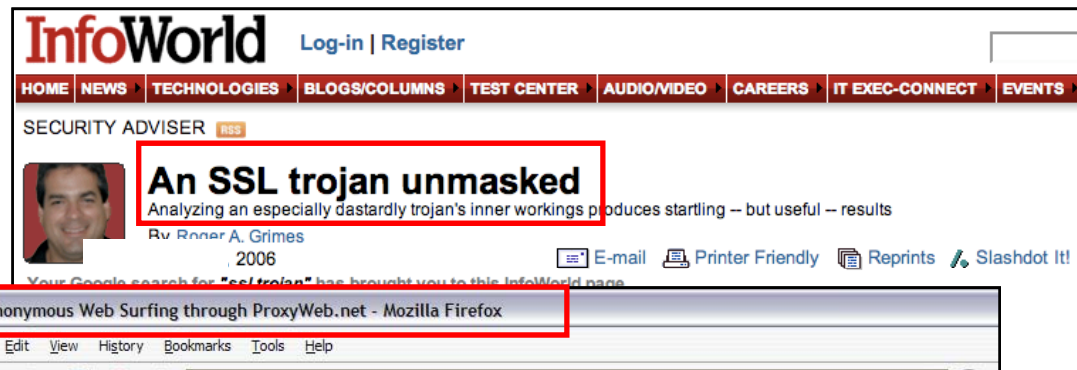 InfoWorld Log-in | Register
HOME NEWS TECHNOLOGIES BLOGS/COLUMNS TEST CENTER AUDIO/VIDEO CAREERS IT EXEC-CONNECT EVENTS
SECURITY ADVISER RSS
An SSL trojan unmasked
Analyzing an especially dastardly trojan's inner workings produces startling -- but useful -- results
By Roger A. Grimes
, 2006 E-mail Printer Friendly Reprints Slashdot It!
Your Google search for "ssl trojan" has brought you to this InfoWorld page
nonymous Web Surfing through ProxyWeb.net - Mozilla Firefox
Edit View History Bookmarks Tools Help